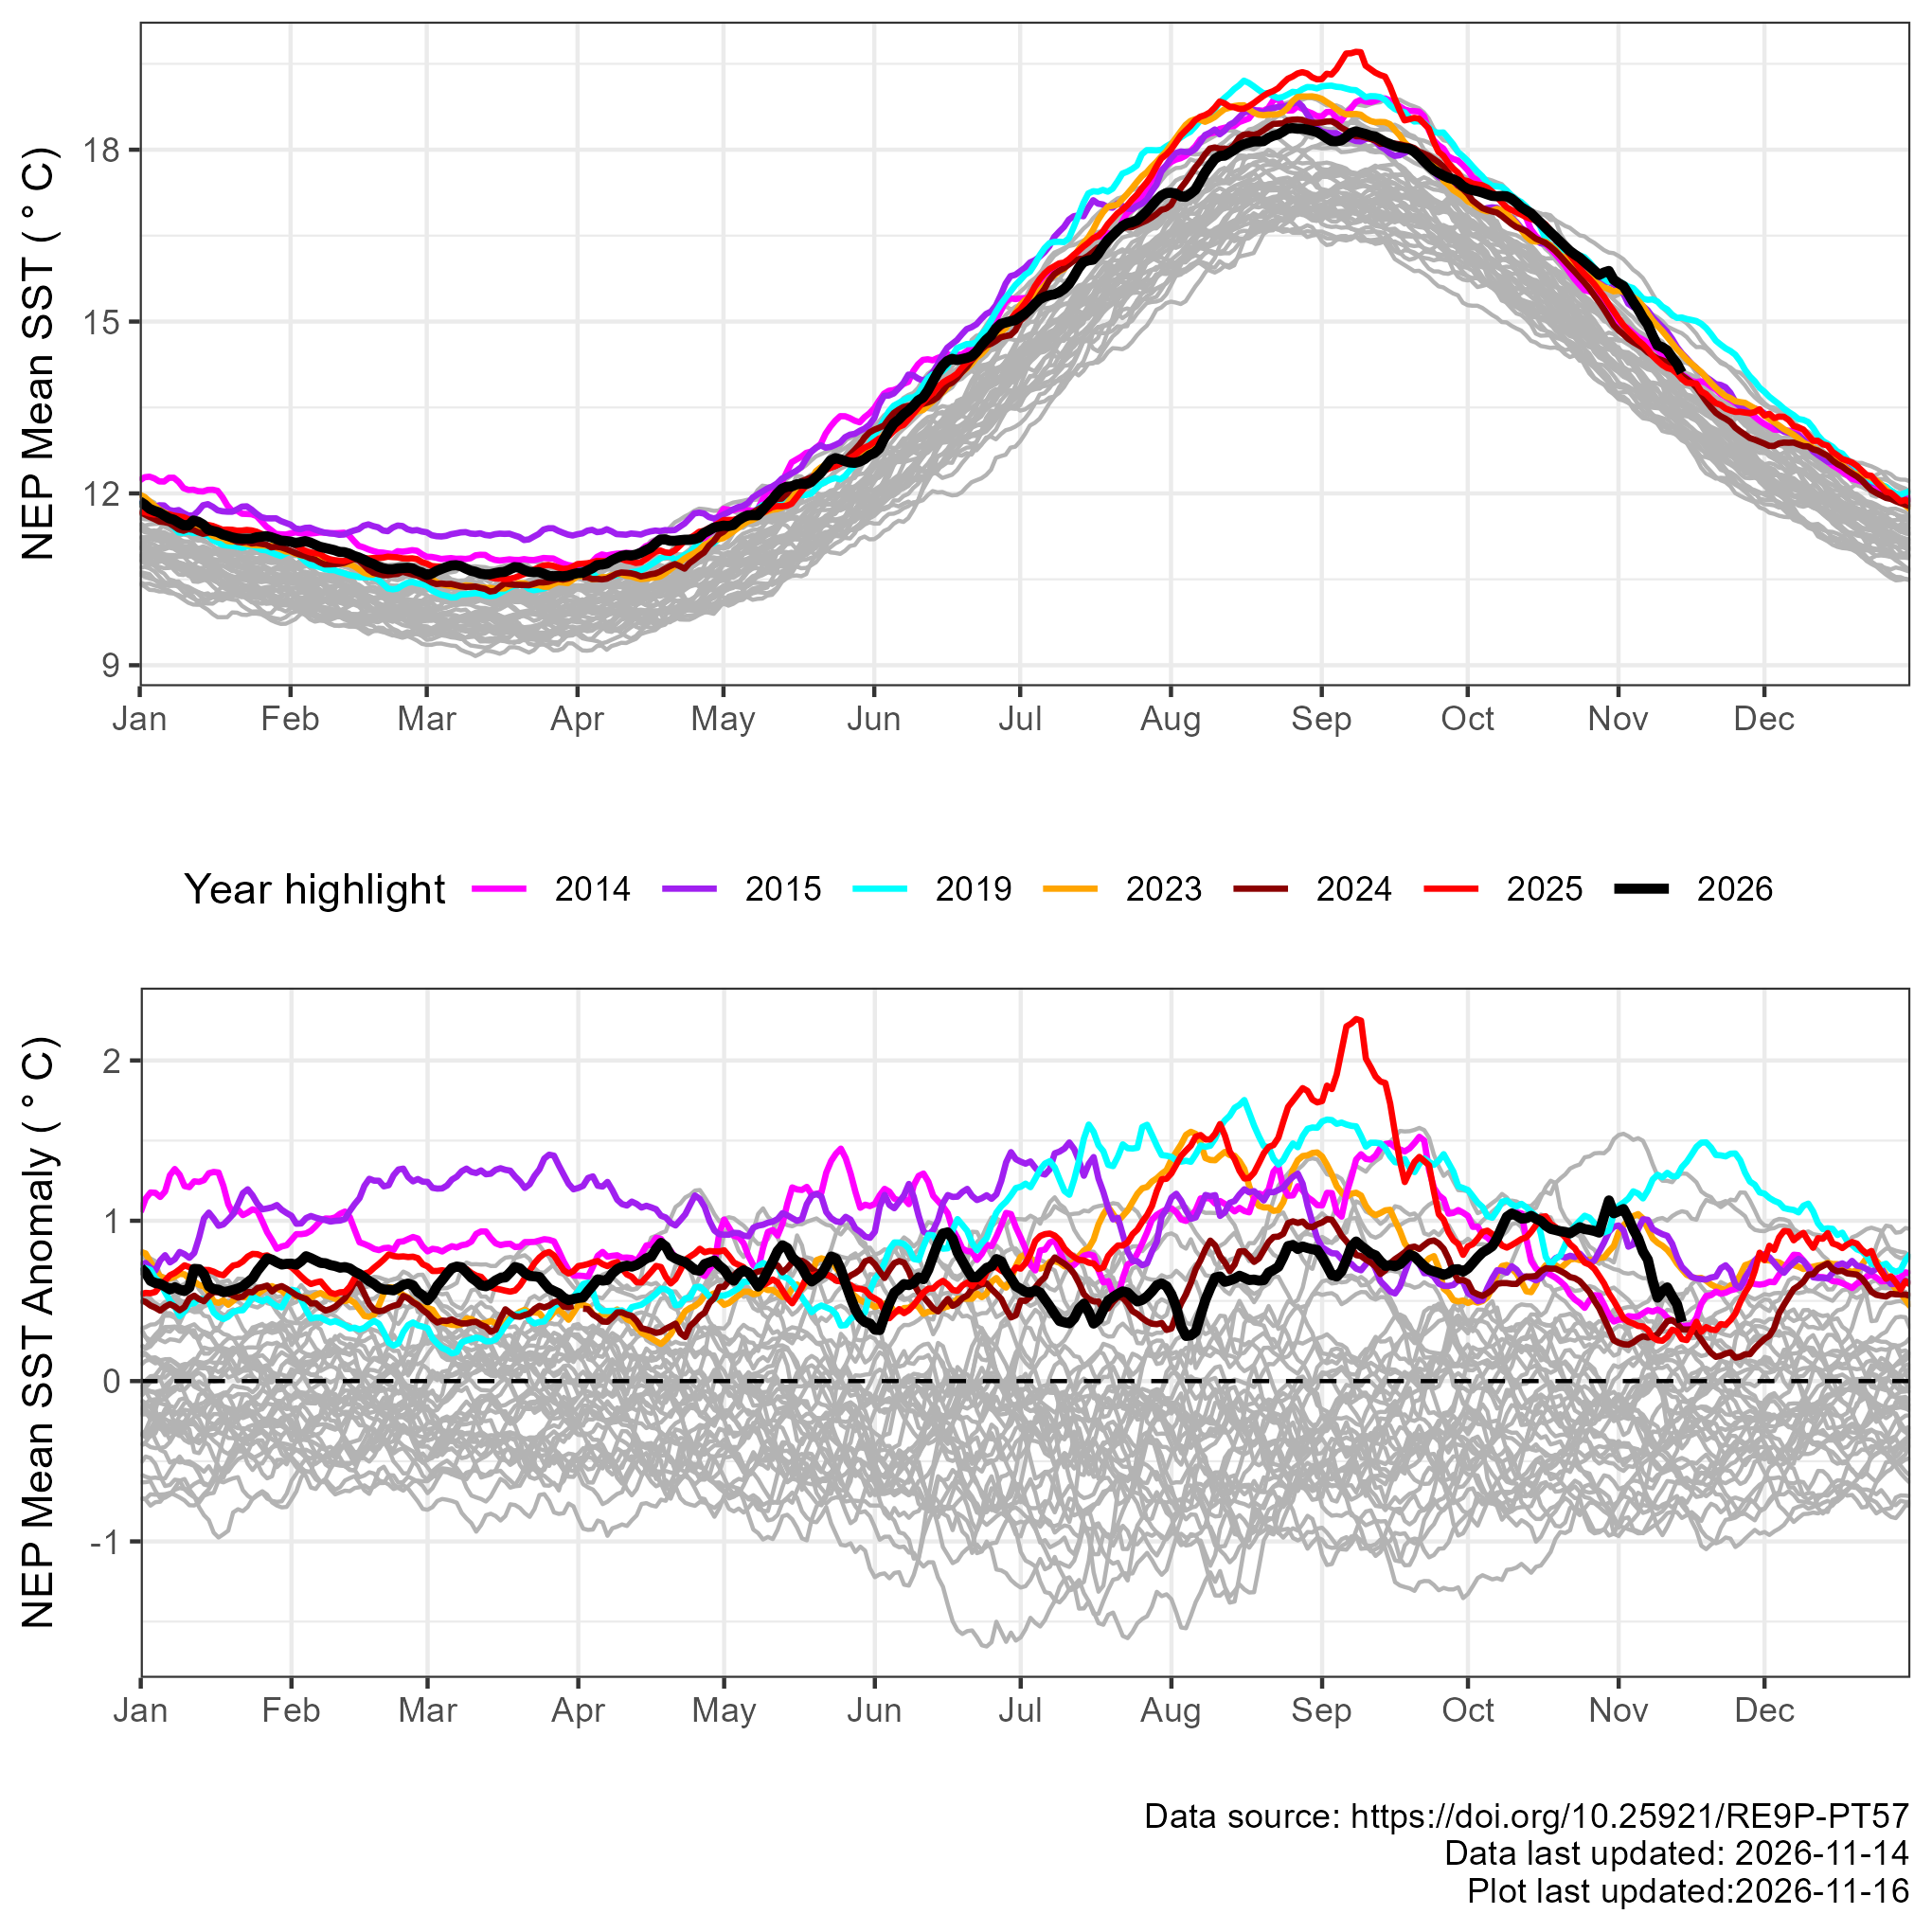 NEP Mean SST (°C)
18
15
12
9
Jan Feb Mar Apr May Jun Jul Aug Sep Oct Nov Dec
Year highlight 2014 2015 2019 2023 2024 2025 2026
NEP Mean SST Anomaly (°C)
2
1
0
-1
Jan Feb Mar Apr May Jun Jul Aug Sep Oct Nov Dec
Data source: https://doi.org/10.25921/RE9P-PT57
Data last updated: 2026-11-14
Plot last updated:2026-11-16